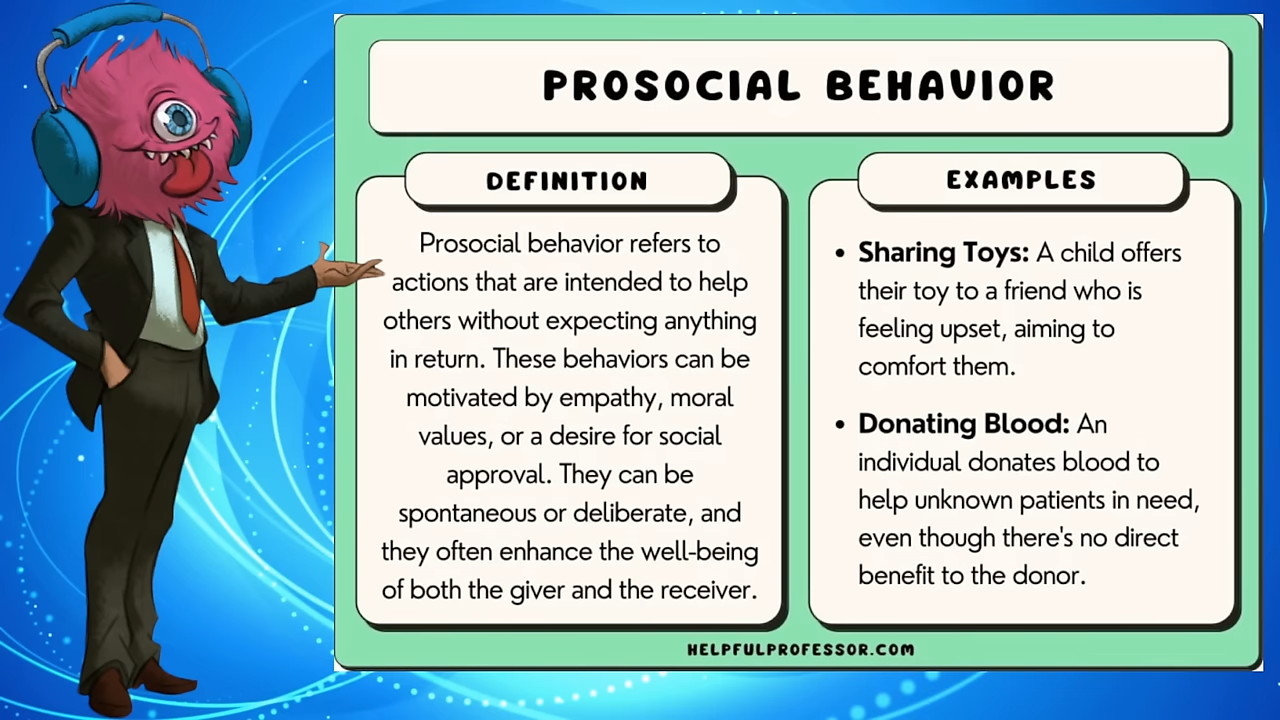 PROSOCIAL BEHAVIOR
DEFINITION
Prosocial behavior refers to
actions that are intended to help
others without expecting anything
in return. These behaviors can be
motivated by empathy, moral
values, or a desire for social
approval. They can be
spontaneous or deliberate, and
they often enhance the well-being
of both the giver and the receiver.
EXAMPLES
• Sharing Toys: A child offers
their toy to a friend who is
feeling upset, aiming to
comfort them.
• Donating Blood: An
individual donates blood to
help unknown patients in need,
even though there's no direct
benefit to the donor.
HELPFULPROFESSOR.COM